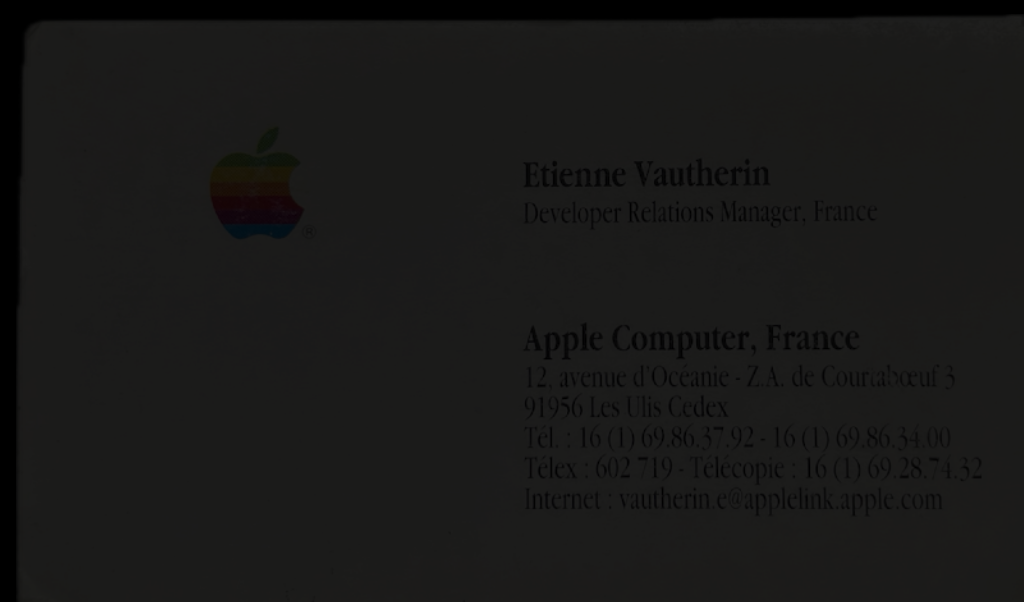 Etienne Vautherin
Developer Relations Manager, France
Apple Computer, France
12, avenue d'Océanie - Z.A. de Courtabœuf 3
91956 Les Ulis Cedex
Tél. : 16 (1) 69.86.37.92 - 16 (1) 69.86.34.00
Télex : 602 719 - Télécopie : 16 (1) 69.28.74.32
Internet : vautherin.e@applelink.apple.com